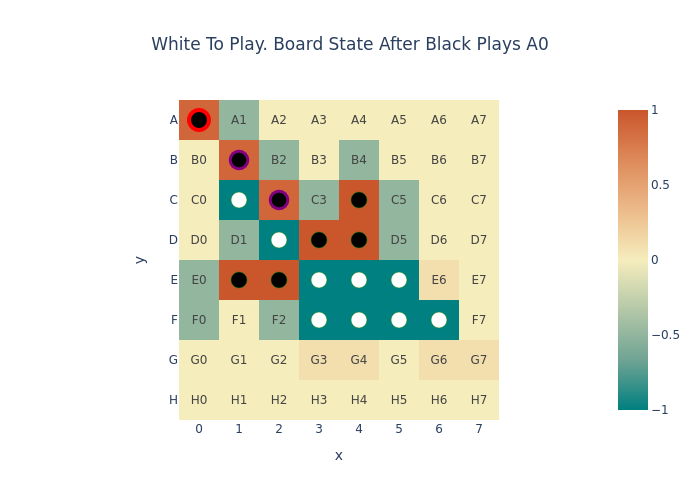 White To Play. Board State After Black Plays A0
A A1 A2 A3 A4 A5 A6 A7 1
B B0 B2 B3 B4 B5 B6 B7
C C0 C3 C5 C6 C7 0.5
D D0 D1 D5 D6 D7
y 0
E E0 E6 E7
F F0 F1 F2 F7 −0.5
G G0 G1 G2 G3 G4 G5 G6 G7
H H0 H1 H2 H3 H4 H5 H6 H7 −1
0 1 2 3 4 5 6 7
x